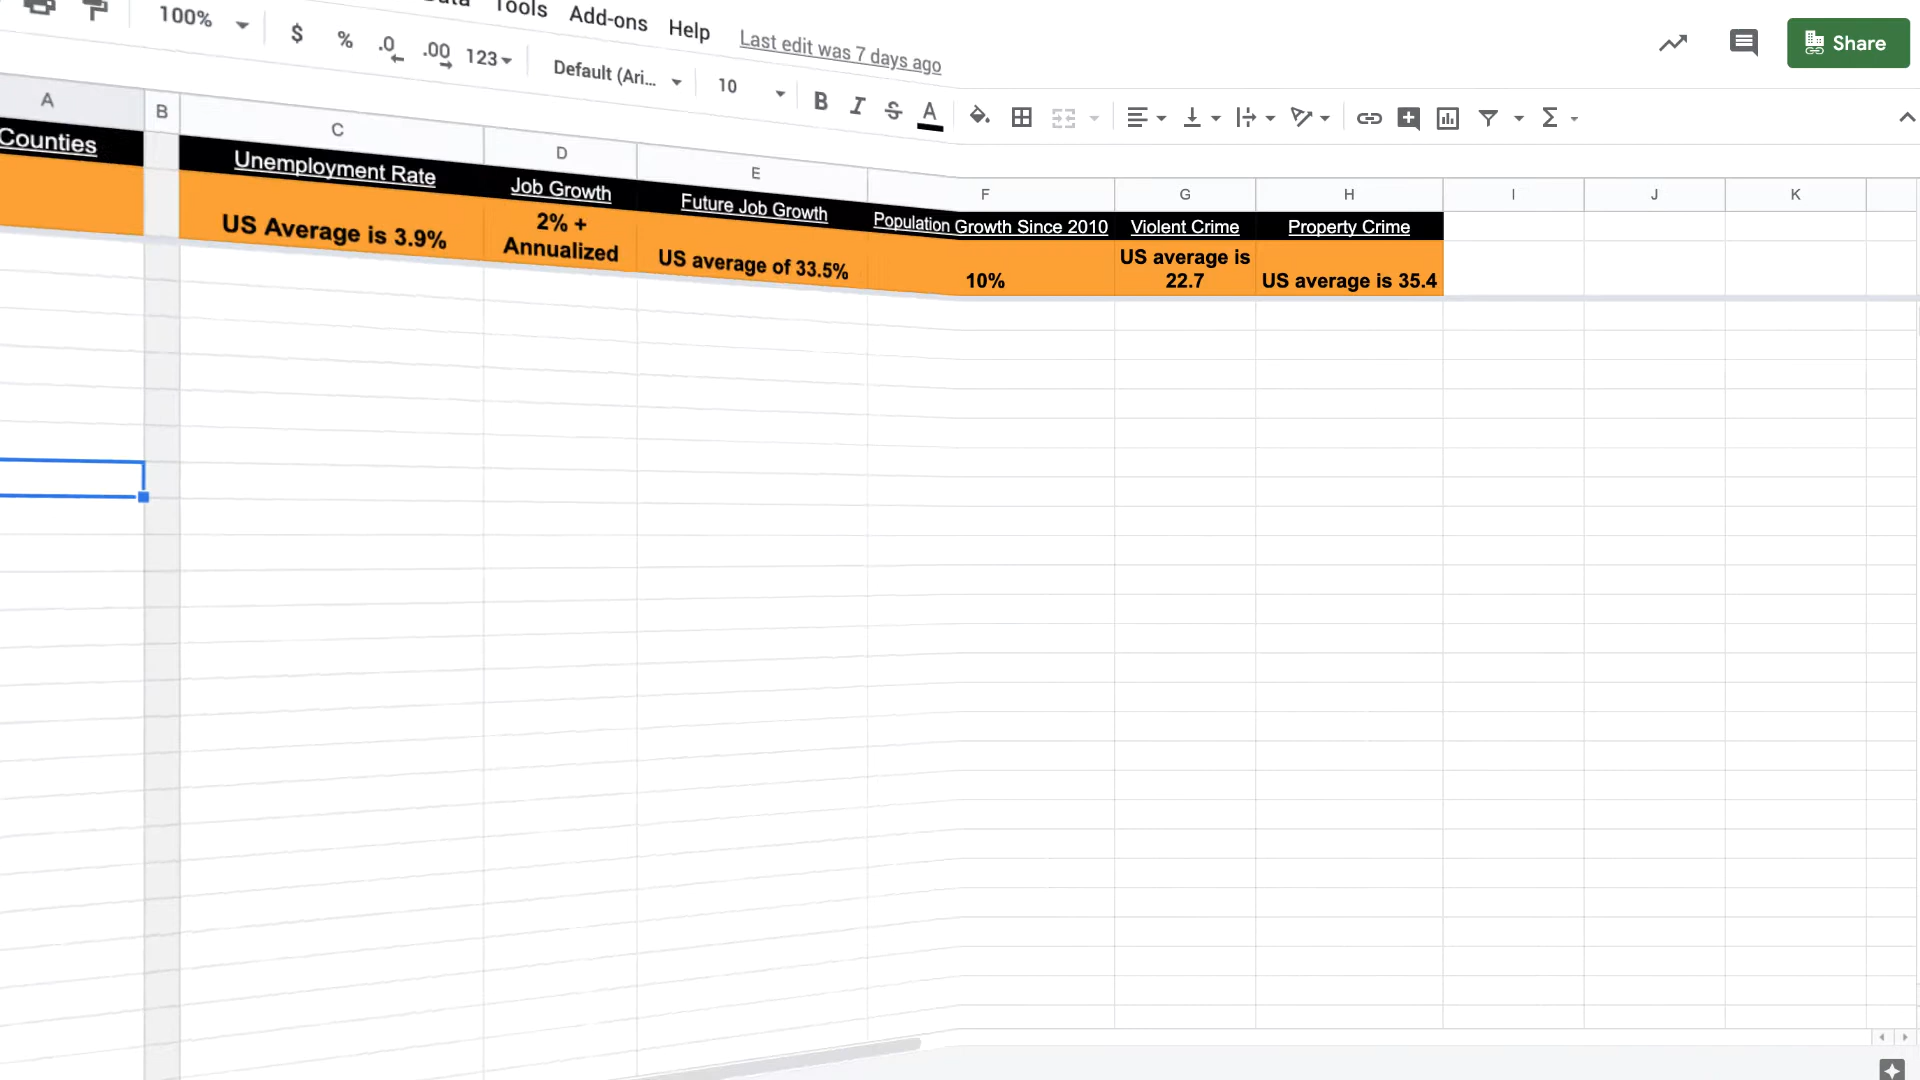 Tools Add-ons Help Last edit was 7 days ago
Share
100% $ % .0 .00 123 Default (Ari... 10 B I S A
A B C D E F G H I J K
Counties Unemployment Rate Job Growth Future Job Growth Population Growth Since 2010 Violent Crime Property Crime
US Average is 3.9%
2% +
Annualized
US average of 33.5%
10%
US average is
22.7
US average is 35.4